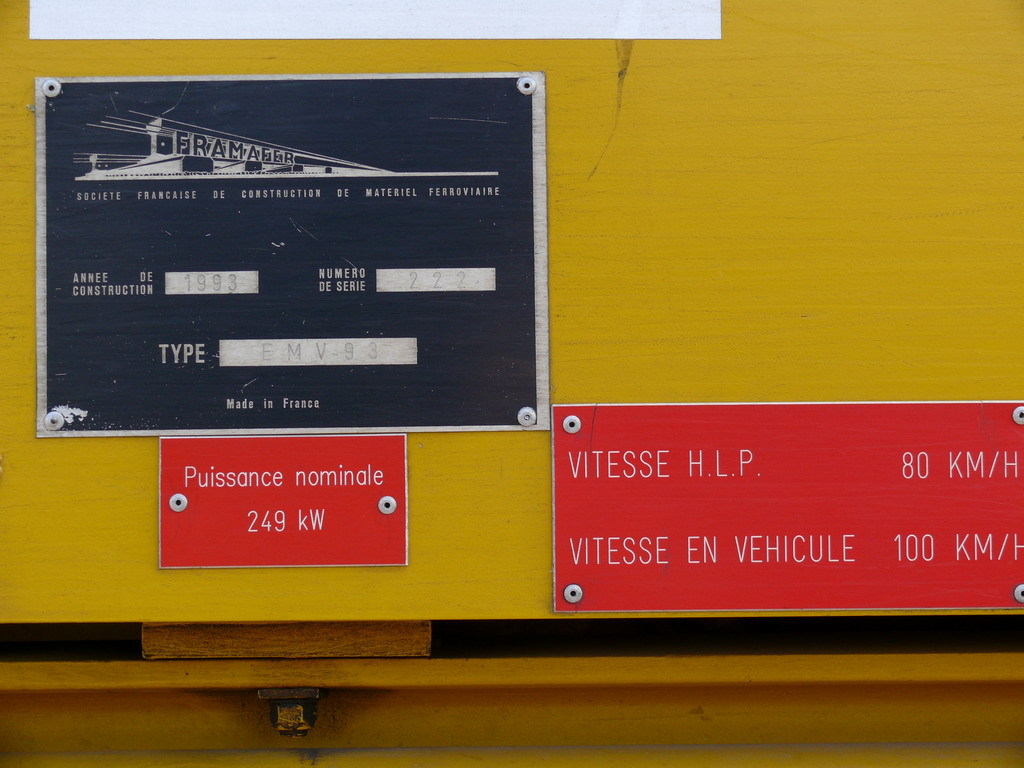 FRAMAFER
SOCIETE FRANCAISE DE CONSTRUCTION DE MATERIEL FERROVIAIRE
ANNEE DE CONSTRUCTION 1993
NUMERO DE SERIE 222
TYPE EMV-93
Made in France
Puissance nominale
249 kW
VITESSE H.L.P. 80 KM/H
VITESSE EN VEHICULE 100 KM/H